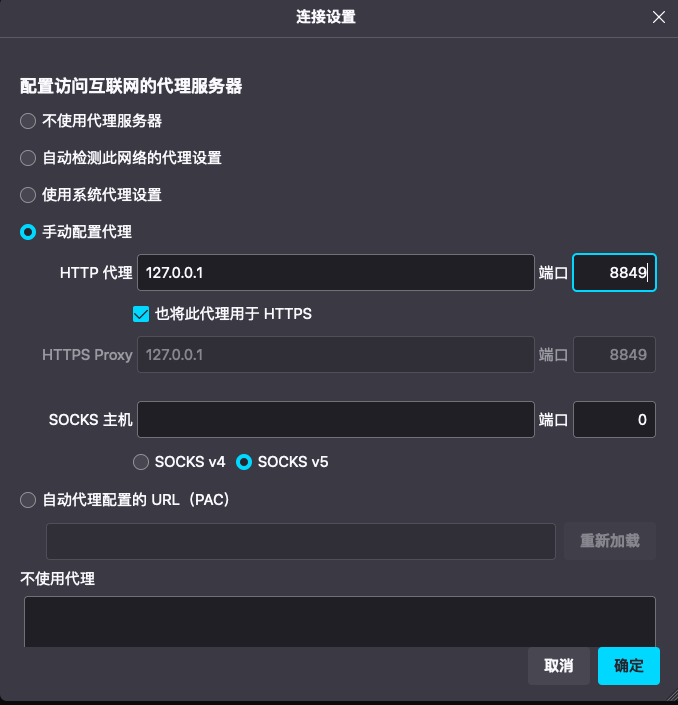 连接设置
配置访问互联网的代理服务器
不使用代理服务器
自动检测此网络的代理设置
使用系统代理设置
手动配置代理
HTTP 代理 127.0.0.1 端口 8849
也将此代理用于 HTTPS
HTTPS Proxy 127.0.0.1 端口 8849
SOCKS 主机 端口 0
SOCKS v4 SOCKS v5
自动代理配置的 URL（PAC）
重新加载
不使用代理
取消 确定